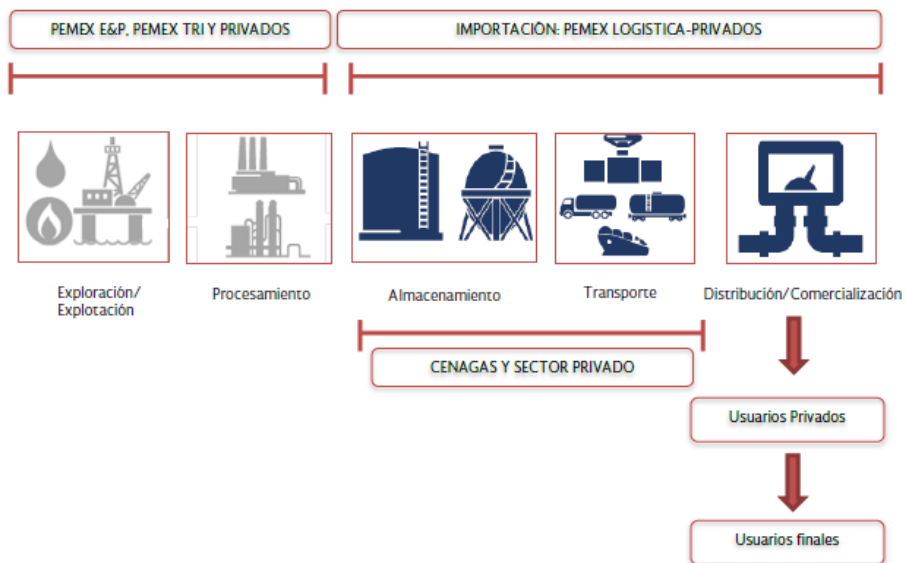 PEMEX E&P, PEMEX TRI Y PRIVADOS
IMPORTACIÓN: PEMEX LOGISTICA-PRIVADOS
Exploración/
Explotación
Procesamiento
Almacenamiento
Transporte
Distribución/Comercialización
CENAGAS Y SECTOR PRIVADO
Usuarios Privados
Usuarios finales